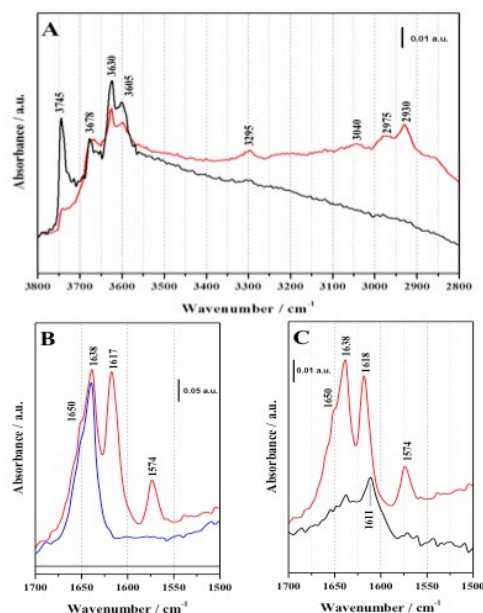 A
0.01 a.u.
3745
3678
3630
3605
3295
3040
2975
2930
Absorbance / a.u.
3800 3700 3600 3500 3400 3300 3200 3100 3000 2900 2800
Wavenumber / cm-1
B
1650
1638
1617
1574
0.05 a.u.
Absorbance / a.u.
1700 1650 1600 1550 1500
Wavenumber / cm-1
C
0.01 a.u.
1650
1638
1618
1574
1611
Absorbance / a.u.
1700 1650 1600 1550 1500
Wavenumber / cm-1